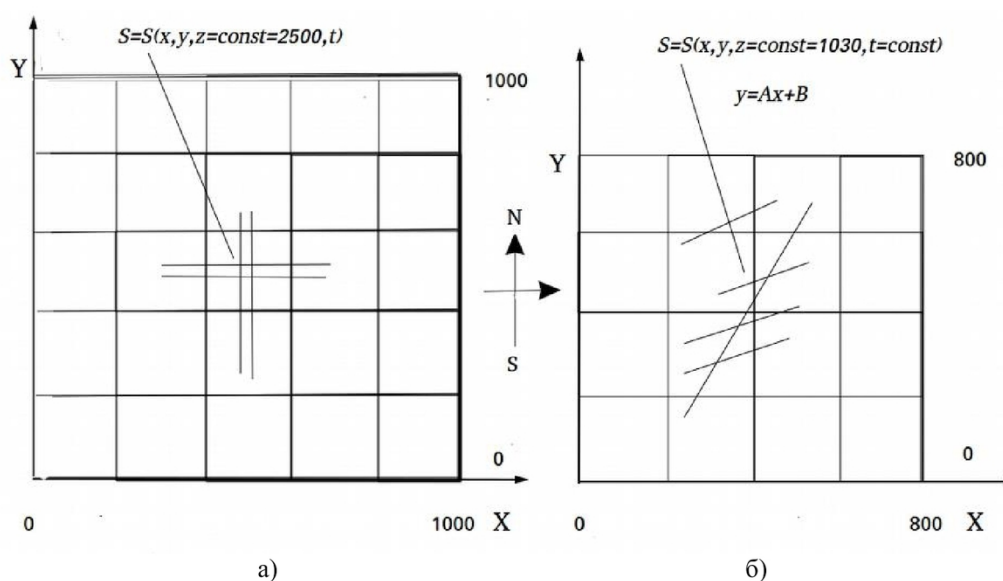 S=S(x,y,z=const=2500,t)
Y
1000
0
0
1000
X
N
S
S=S(x,y,z=const=1030,t=const)
y=Ax+B
Y
800
0
0
800
X
а)
б)